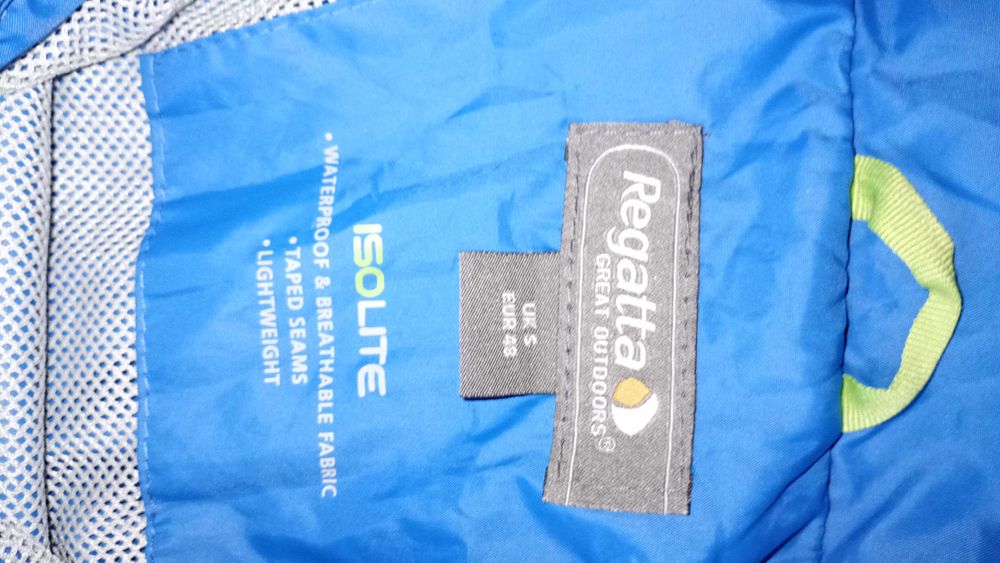 Regatta
GREAT OUTDOORS®
UK S
EUR 48
ISOLITE
• WATERPROOF & BREATHABLE FABRIC
• TAPED SEAMS
• LIGHTWEIGHT